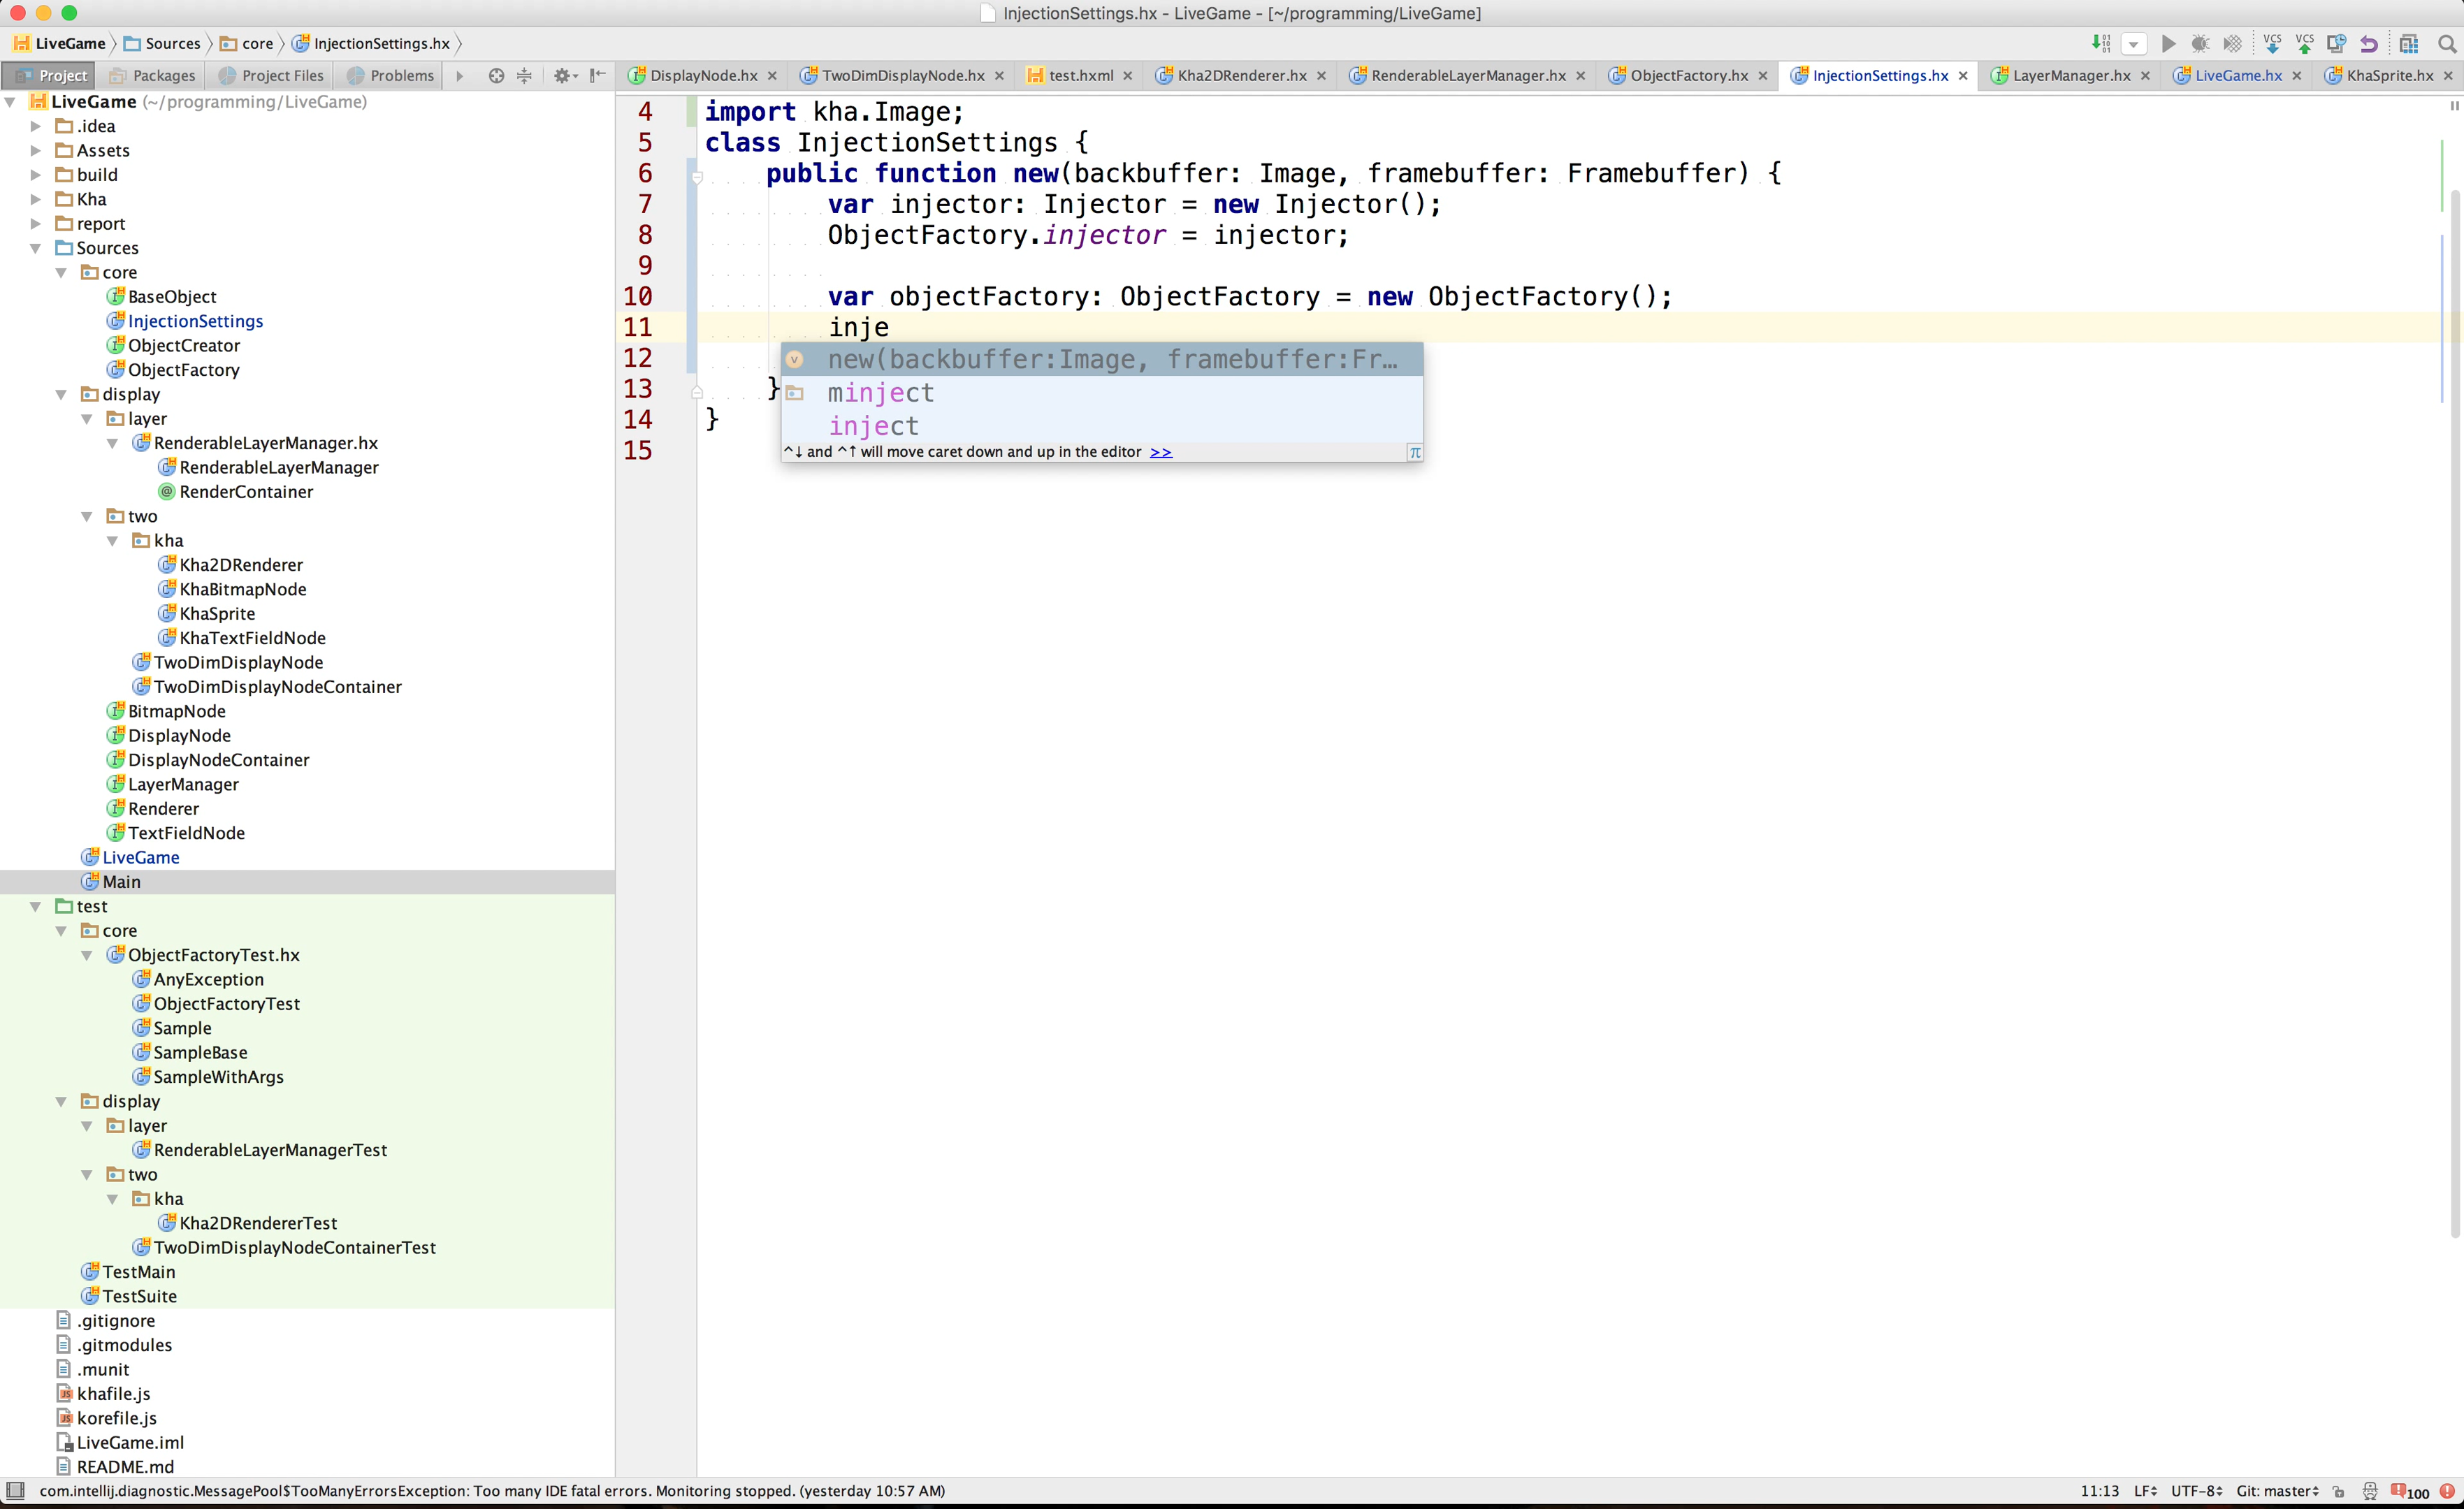 InjectionSettings.hx - LiveGame - [~/programming/LiveGame]
LiveGame Sources core InjectionSettings.hx
Project Packages Project Files Problems
DisplayNode.hx TwoDimDisplayNode.hx test.hxml Kha2DRenderer.hx RenderableLayerManager.hx ObjectFactory.hx InjectionSettings.hx LayerManager.hx LiveGame.hx KhaSprite.hx
LiveGame (~/programming/LiveGame)
.idea
Assets
build
Kha
report
Sources
core
BaseObject
InjectionSettings
ObjectCreator
ObjectFactory
display
layer
RenderableLayerManager.hx
RenderableLayerManager
RenderContainer
two
kha
Kha2DRenderer
KhaBitmapNode
KhaSprite
KhaTextFieldNode
TwoDimDisplayNode
TwoDimDisplayNodeContainer
BitmapNode
DisplayNode
DisplayNodeContainer
LayerManager
Renderer
TextFieldNode
LiveGame
Main
test
core
ObjectFactoryTest.hx
AnyException
ObjectFactoryTest
Sample
SampleBase
SampleWithArgs
display
layer
RenderableLayerManagerTest
two
kha
Kha2DRendererTest
TwoDimDisplayNodeContainerTest
TestMain
TestSuite
.gitignore
.gitmodules
.munit
khafile.js
korefile.js
LiveGame.iml
README.md
4 import kha.Image;
5 class InjectionSettings {
6 public function new(backbuffer: Image, framebuffer: Framebuffer) {
7 var injector: Injector = new Injector();
8 ObjectFactory.injector = injector;
9
10 var objectFactory: ObjectFactory = new ObjectFactory();
11 inje
12
13 }
14 }
15
new(backbuffer:Image, framebuffer:Fr…
minject
inject
^↓ and ^↑ will move caret down and up in the editor >> π
com.intellij.diagnostic.MessagePool$TooManyErrorsException: Too many IDE fatal errors. Monitoring stopped. (yesterday 10:57 AM)
11:13 LF UTF-8 Git: master 100